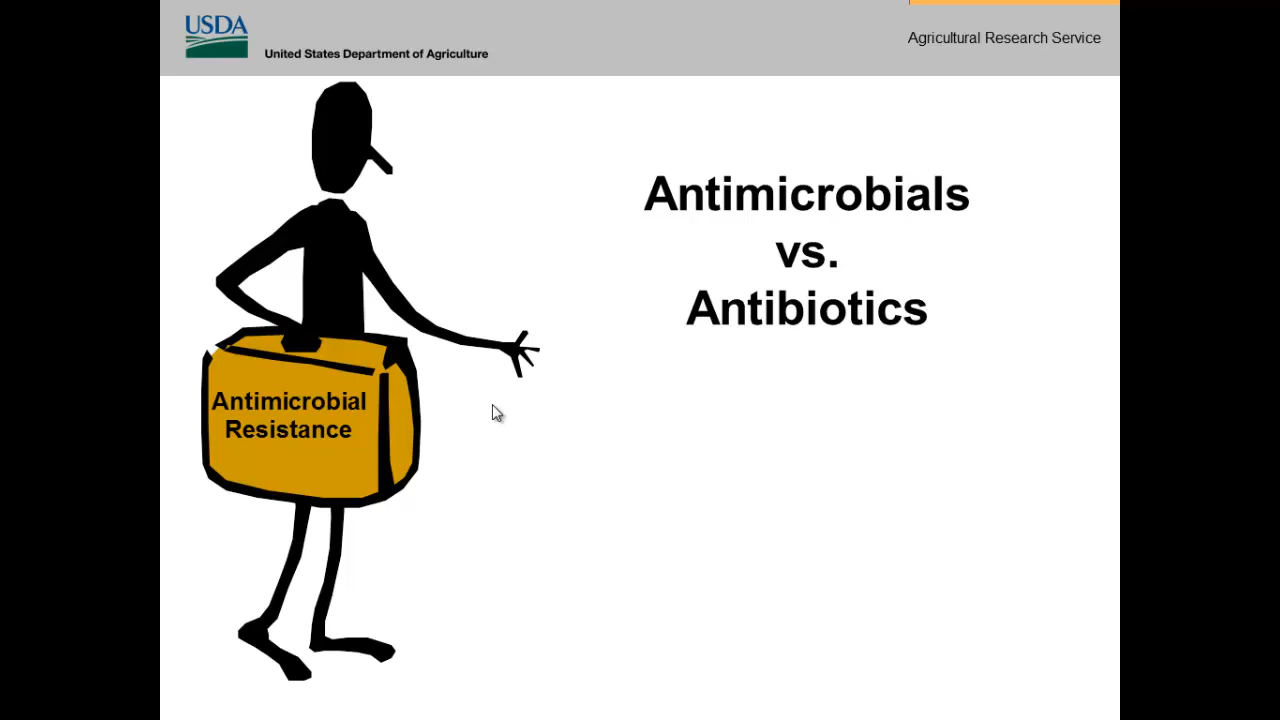 USDA
United States Department of Agriculture
Agricultural Research Service
Antimicrobials
vs.
Antibiotics
Antimicrobial
Resistance